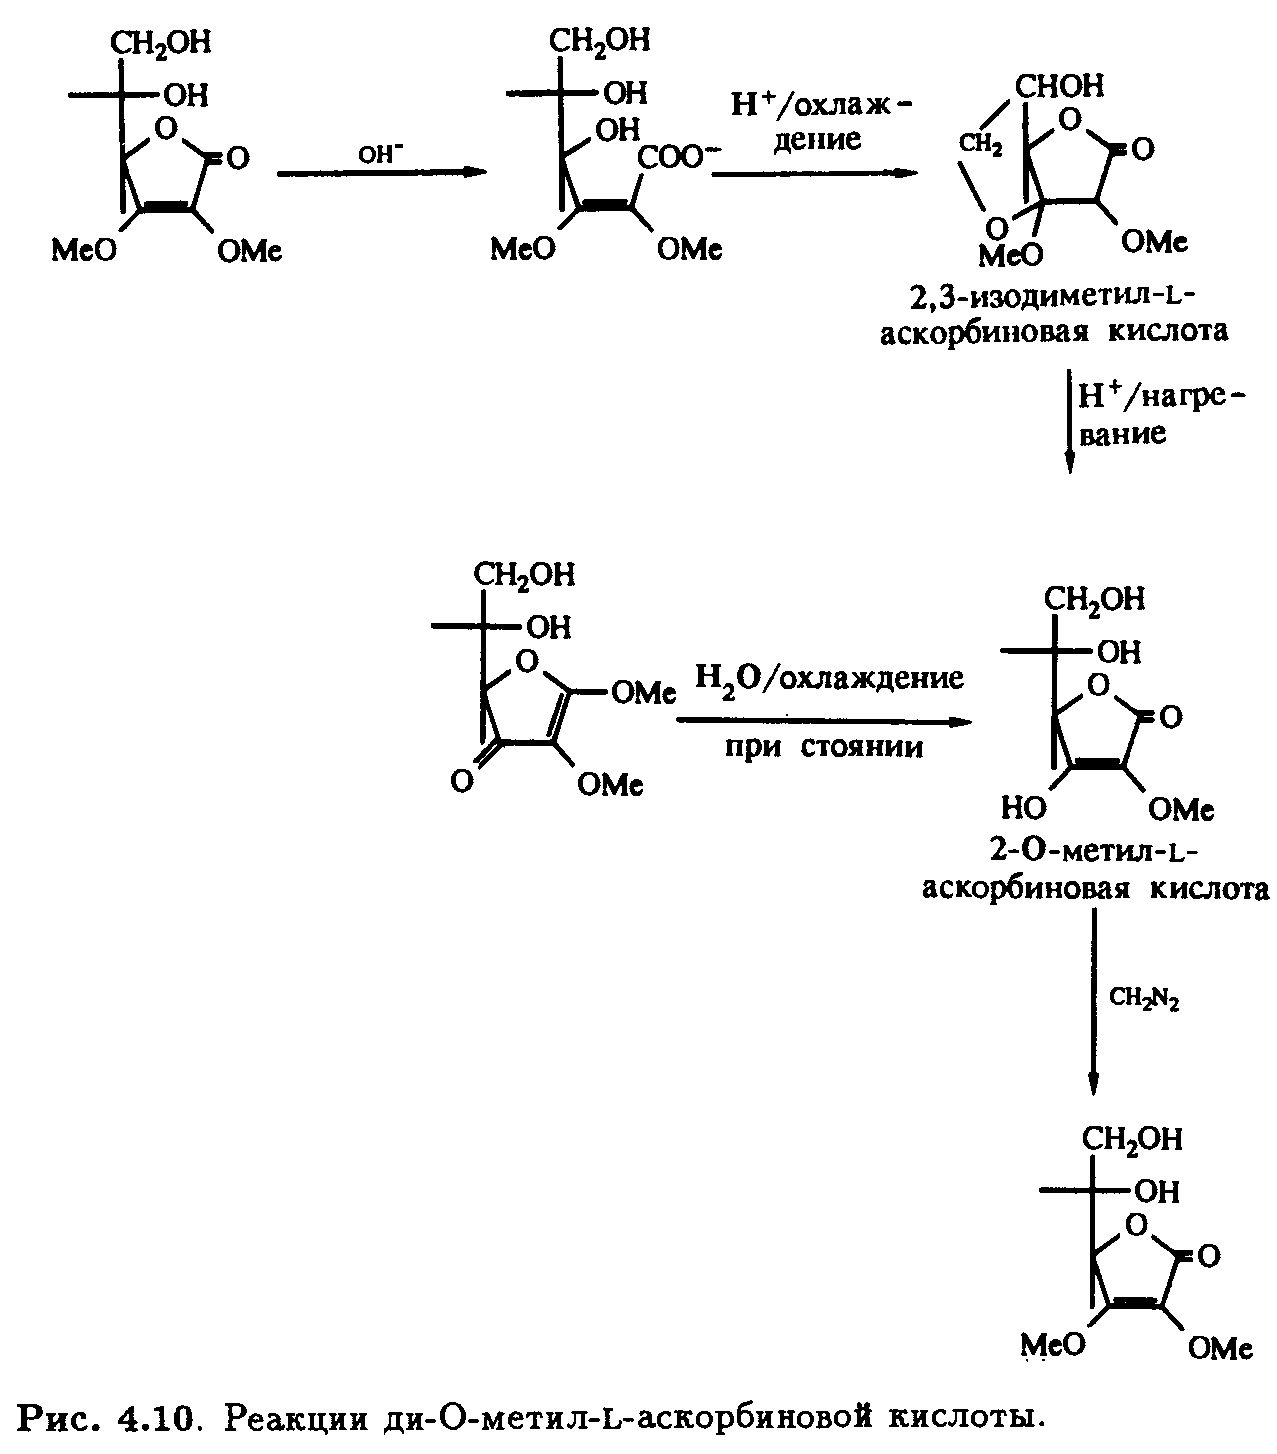 CH₂OH
OH
O
O
MeO
OMe
OH⁻
CH₂OH
OH
OH
COO⁻
MeO
OMe
H⁺/охлаж-
дение
CHOH
O
CH₂
O
O
MeO
OMe
2,3-изодиметил-L-
аскорбиновая кислота
H⁺/нагре-
вание
CH₂OH
OH
O
OMe
O
OMe
H₂O/охлаждение
при стоянии
CH₂OH
OH
O
O
HO
OMe
2-О-метил-L-
аскорбиновая кислота
CH₂N₂
CH₂OH
OH
O
O
MeO
OMe
Рис. 4.10. Реакции ди-О-метил-L-аскорбиновой кислоты.